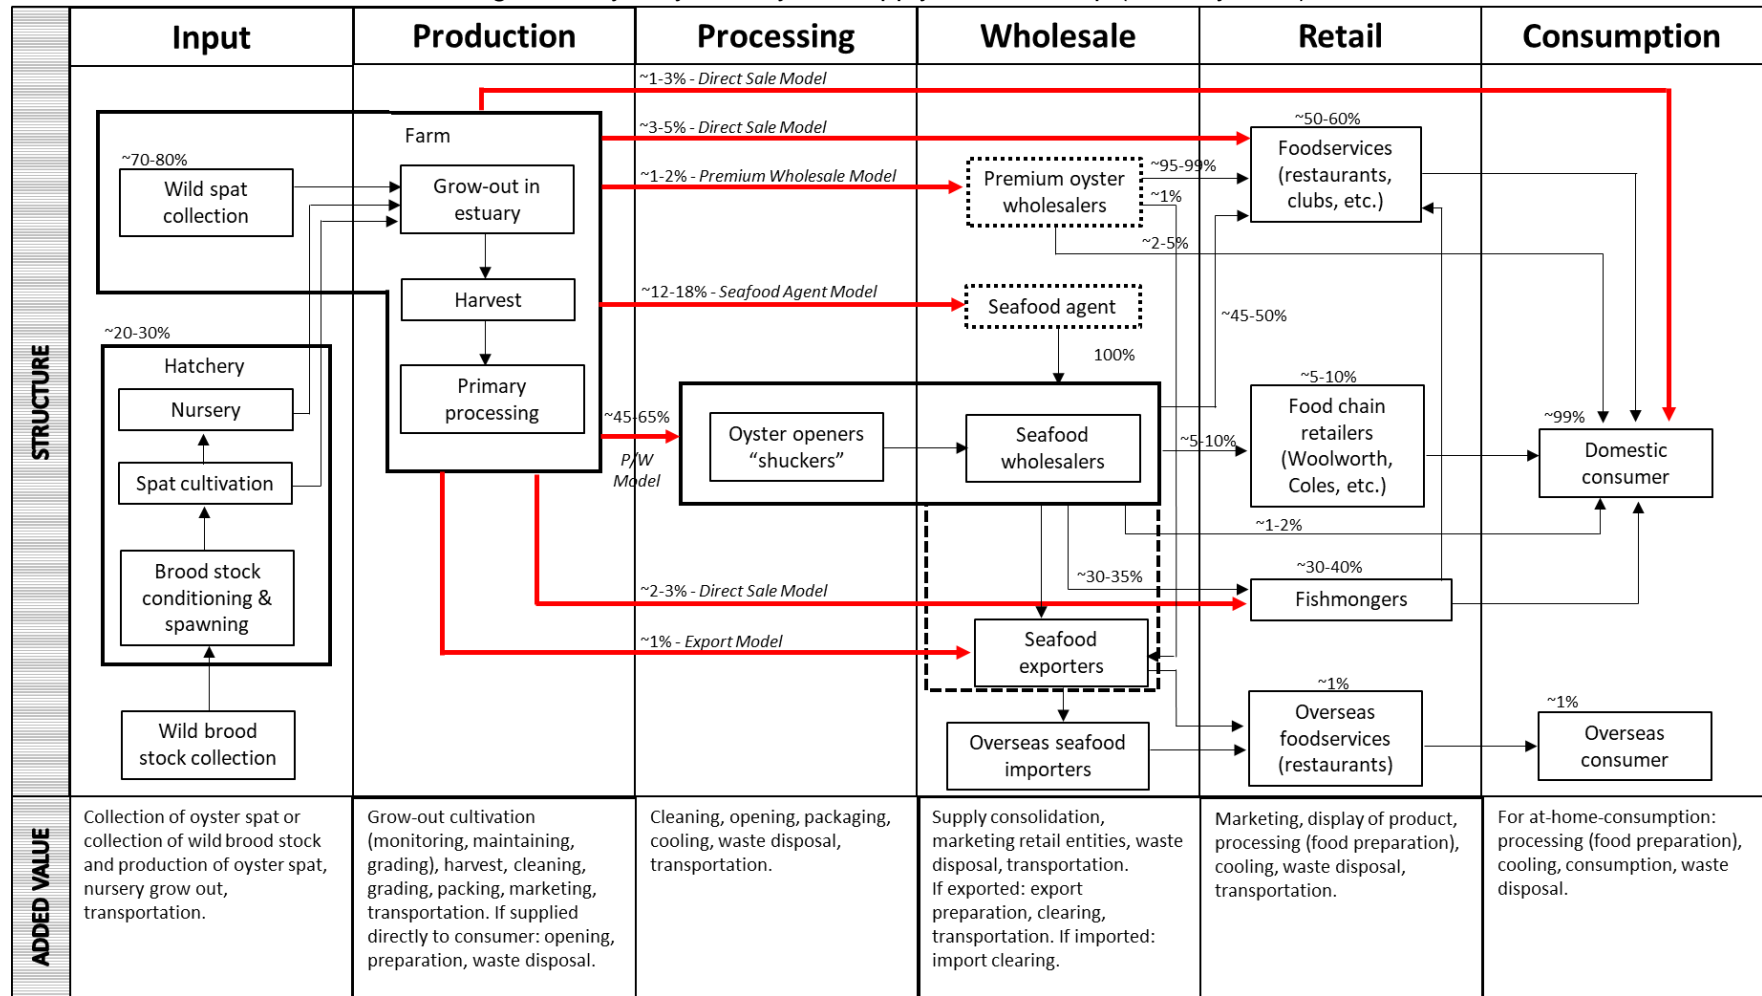 Input
Production
Processing
Wholesale
Retail
Consumption
STRUCTURE
~1-3% - Direct Sale Model
~3-5% - Direct Sale Model
~1-2% - Premium Wholesale Model
~12-18% - Seafood Agent Model
~45-65%
P/W
Model
~2-3% - Direct Sale Model
~1% - Export Model
~70-80%
Wild spat
collection
~20-30%
Hatchery
Nursery
Spat cultivation
Brood stock
conditioning &
spawning
Wild brood
stock collection
Farm
Grow-out in
estuary
Harvest
Primary
processing
Oyster openers
“shuckers”
Premium oyster
wholesalers
~95-99%
~1%
~2-5%
Seafood agent
100%
Seafood
wholesalers
~45-50%
~5-10%
~1-2%
~30-35%
Seafood
exporters
Overseas seafood
importers
~50-60%
Foodservices
(restaurants,
clubs, etc.)
~5-10%
Food chain
retailers
(Woolworth,
Coles, etc.)
~30-40%
Fishmongers
~1%
Overseas
foodservices
(restaurants)
~99%
Domestic
consumer
~1%
Overseas
consumer
ADDED VALUE
Collection of oyster spat or
collection of wild brood stock
and production of oyster spat,
nursery grow out,
transportation.
Grow-out cultivation
(monitoring, maintaining,
grading), harvest, cleaning,
grading, packing, marketing,
transportation. If supplied
directly to consumer: opening,
preparation, waste disposal.
Cleaning, opening, packaging,
cooling, waste disposal,
transportation.
Supply consolidation,
marketing retail entities, waste
disposal, transportation.
If exported: export
preparation, clearing,
transportation. If imported:
import clearing.
Marketing, display of product,
processing (food preparation),
cooling, waste disposal,
transportation.
For at-home-consumption:
processing (food preparation),
cooling, consumption, waste
disposal.